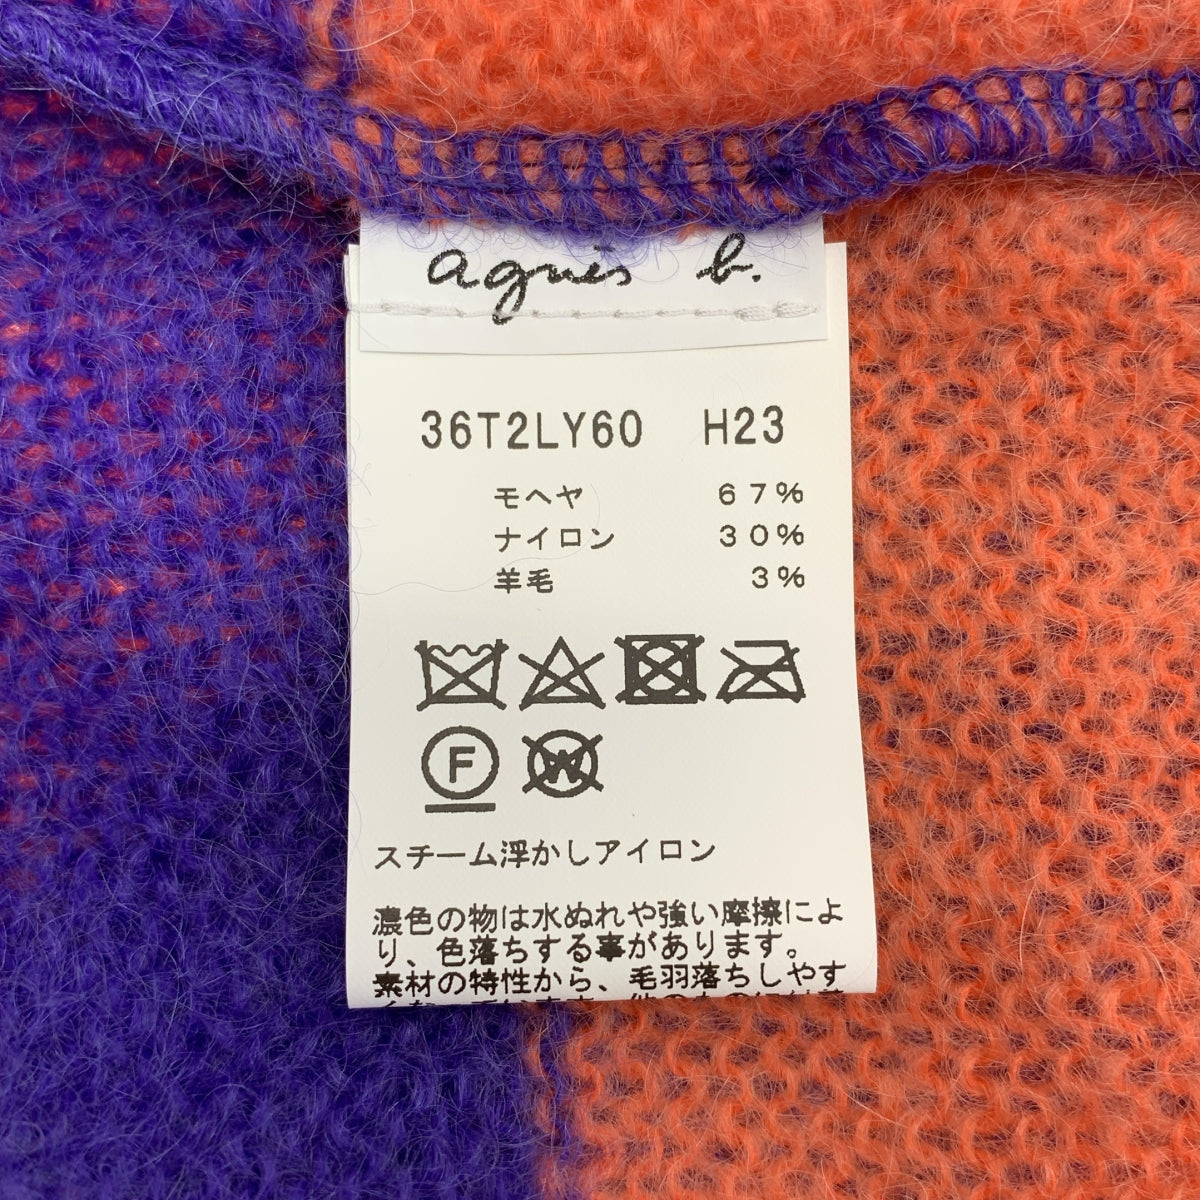 agnès b.
36T2LY60 H23
モヘヤ 67%
ナイロン 30%
羊毛 3%
F W
スチーム浮かしアイロン
濃色の物は水ぬれや強い摩擦によ
り、色落ちする事があります。
素材の特性から、毛羽落ちしやす